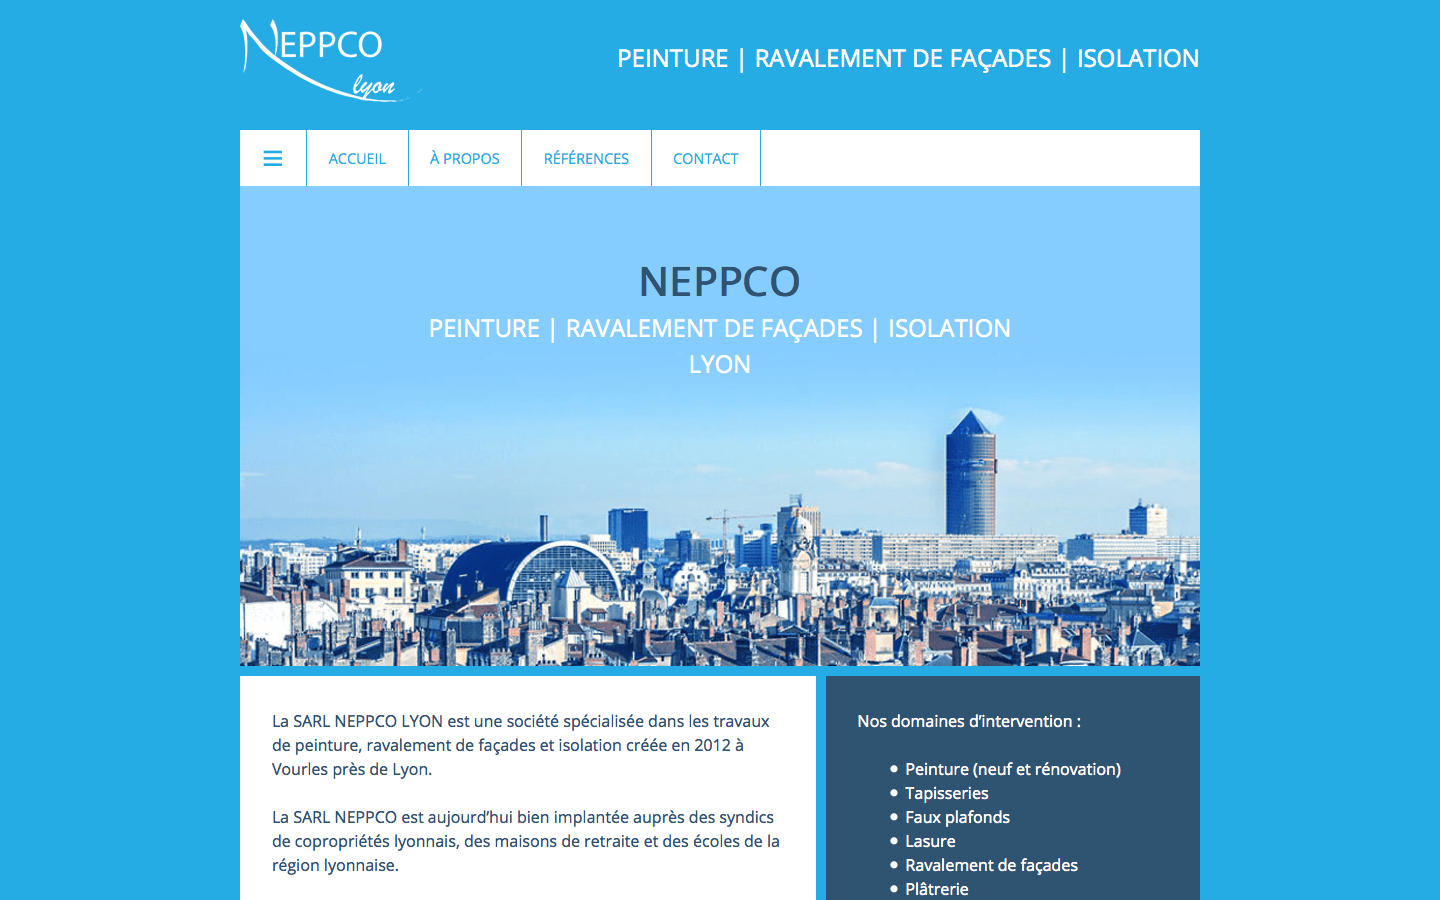 NEPPCO
lyon
PEINTURE | RAVALEMENT DE FAÇADES | ISOLATION
ACCUEIL
À PROPOS
RÉFÉRENCES
CONTACT
NEPPCO
PEINTURE | RAVALEMENT DE FAÇADES | ISOLATION
LYON
La SARL NEPPCO LYON est une société spécialisée dans les travaux
de peinture, ravalement de façades et isolation créée en 2012 à
Vourles près de Lyon.
La SARL NEPPCO est aujourd’hui bien implantée auprès des syndics
de copropriétés lyonnais, des maisons de retraite et des écoles de la
région lyonnaise.
Nos domaines d’intervention :
• Peinture (neuf et rénovation)
• Tapisseries
• Faux plafonds
• Lasure
• Ravalement de façades
• Plâtrerie